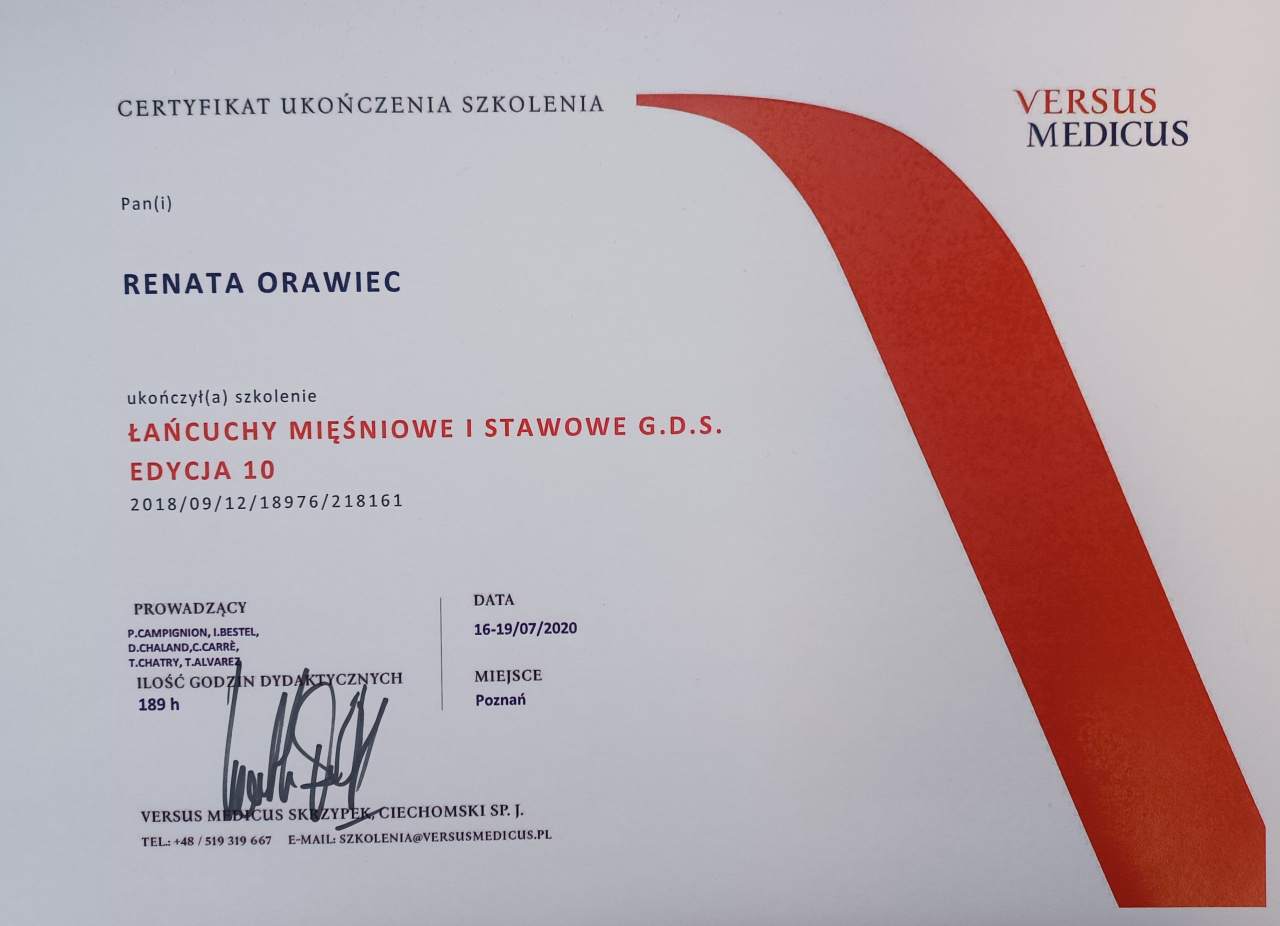 CERTYFIKAT UKOŃCZENIA SZKOLENIA
VERSUS
MEDICUS
Pan(i)
RENATA ORAWIEC
ukończył(a) szkolenie
ŁAŃCUCHY MIĘŚNIOWE I STAWOWE G.D.S.
EDYCJA 10
2018/09/12/18976/218161
PROWADZĄCY
P.CAMPIGNION, I.BESTEL,
D.CHALAND,C.CARRÈ,
T.CHATRY, T.ALVAREZ
ILOŚĆ GODZIN DYDAKTYCZNYCH
189 h
DATA
16-19/07/2020
MIEJSCE
Poznań
VERSUS MEDICUS SKRZYPEK, CIECHOMSKI SP. J.
TEL.: +48 / 519 319 667 E-MAIL: SZKOLENIA@VERSUSMEDICUS.PL